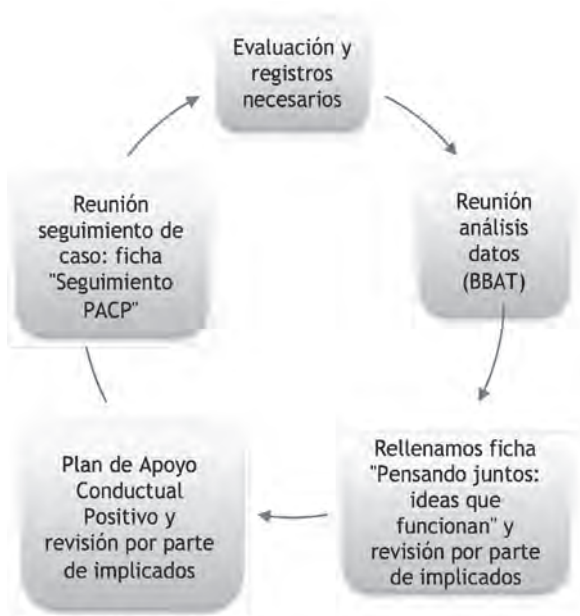 Evaluación y
registros
necesarios
Reunión
análisis
datos
(BBAT)
Rellenamos ficha
"Pensando juntos:
ideas que
funcionan" y
revisión por parte
de implicados
Plan de Apoyo
Conductual
Positivo y
revisión por parte
de implicados
Reunión
seguimiento de
caso: ficha
"Seguimiento
PACP"